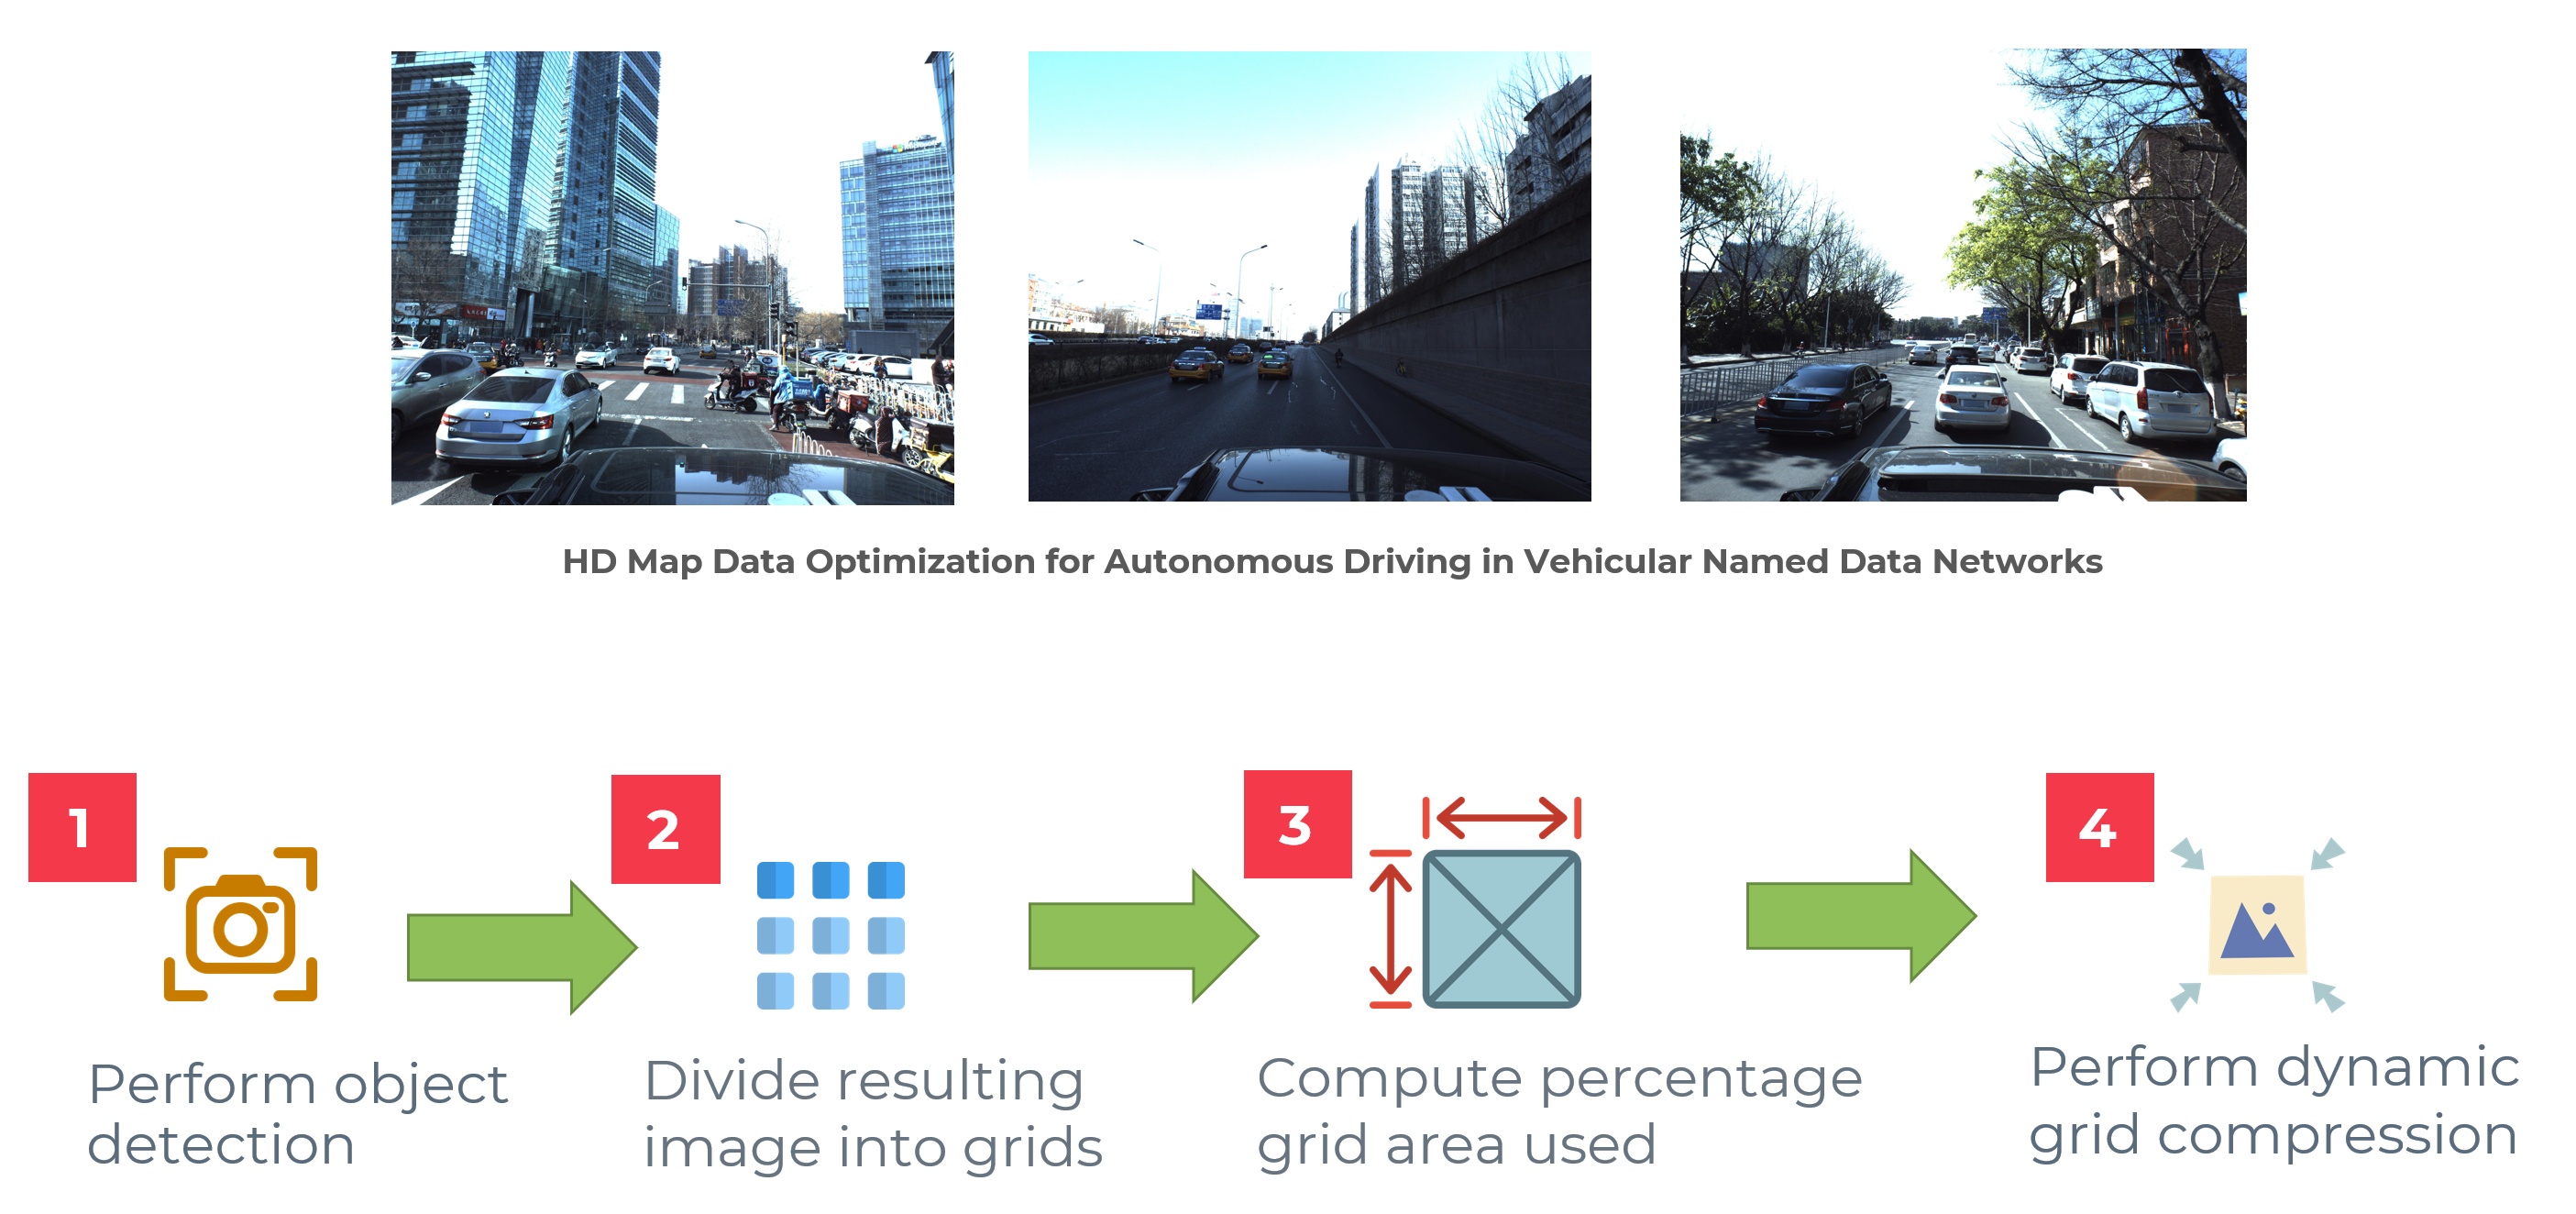 HD Map Data Optimization for Autonomous Driving in Vehicular Named Data Networks
1
2
3
4
Perform object
detection
Divide resulting
image into grids
Compute percentage
grid area used
Perform dynamic
grid compression